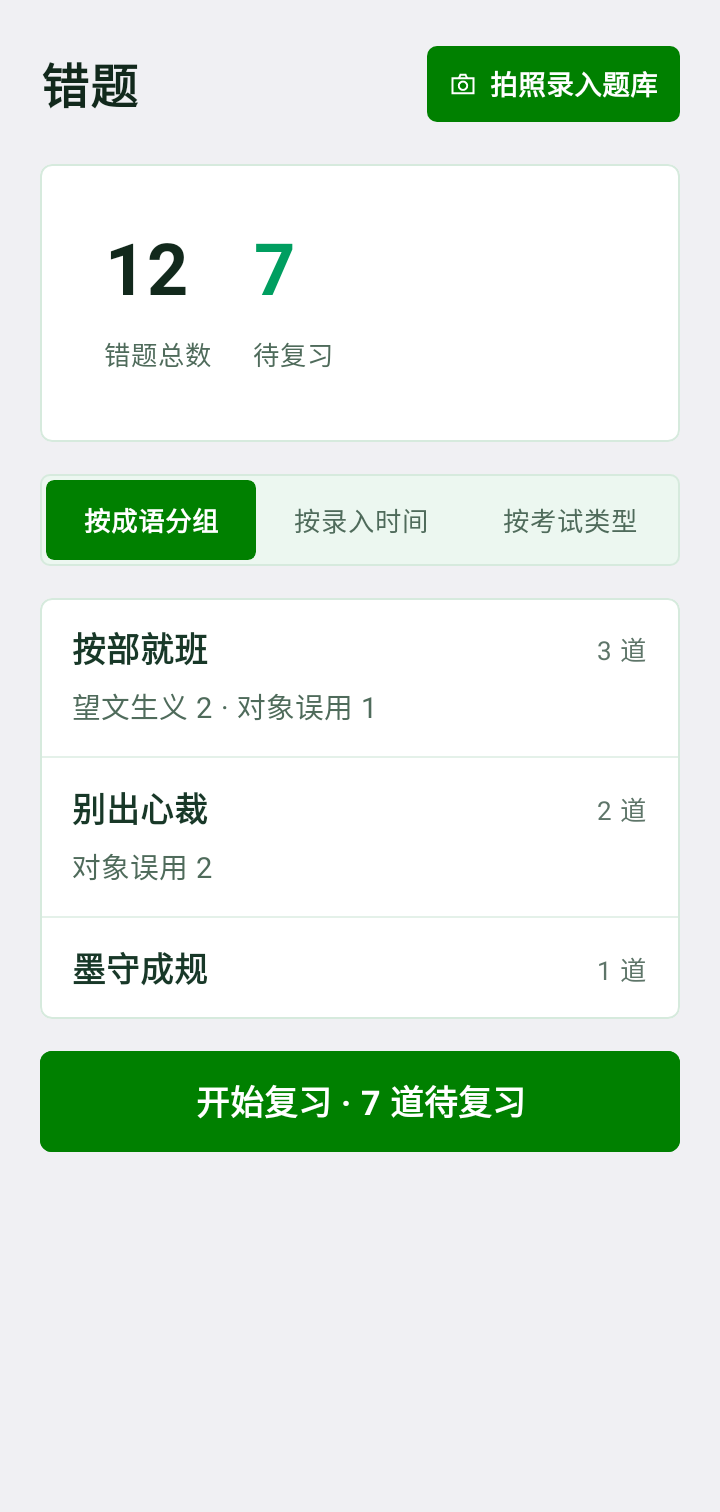 错题
拍照录入题库
12 7
错题总数 待复习
按成语分组 按录入时间 按考试类型
按部就班 3 道
望文生义 2 · 对象误用 1
别出心裁 2 道
对象误用 2
墨守成规 1 道
开始复习 · 7 道待复习